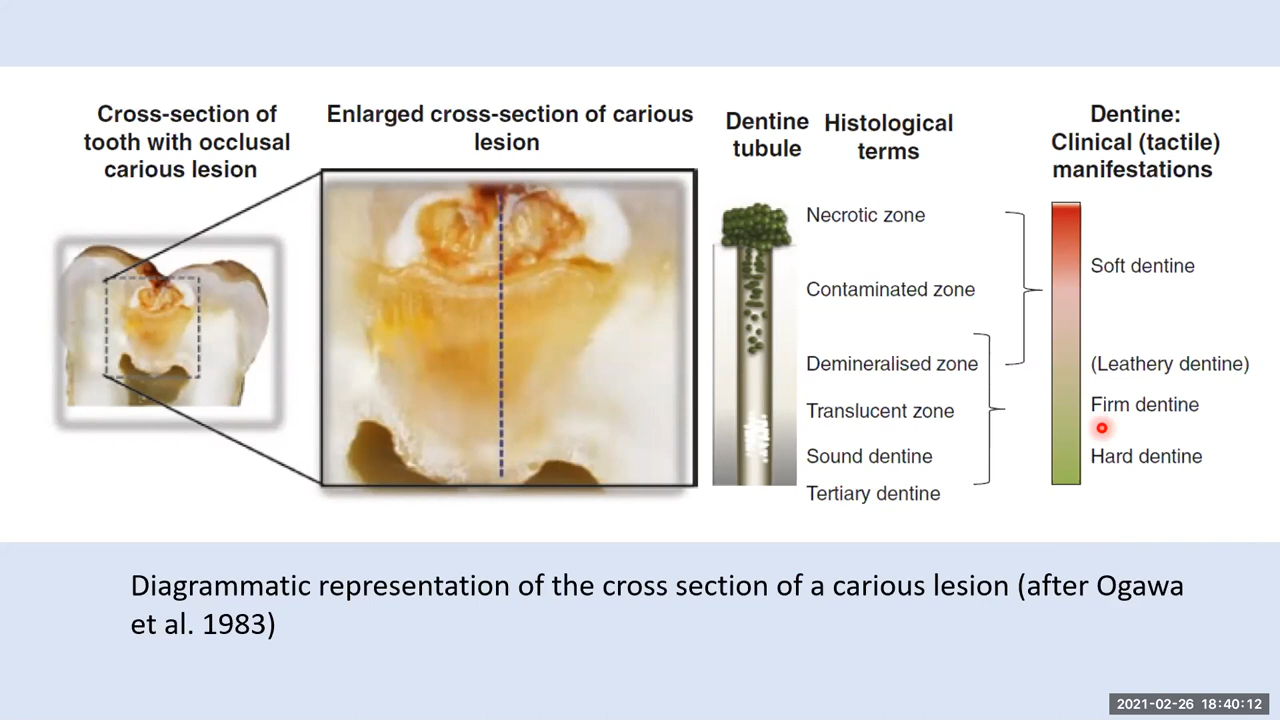 Cross-section of
tooth with occlusal
carious lesion
Enlarged cross-section of carious
lesion
Dentine
tubule
Histological
terms
Dentine:
Clinical (tactile)
manifestations
Necrotic zone
Contaminated zone
Demineralised zone
Translucent zone
Sound dentine
Tertiary dentine
Soft dentine
(Leathery dentine)
Firm dentine
Hard dentine
Diagrammatic representation of the cross section of a carious lesion (after Ogawa
et al. 1983)
2021-02-26 18:40:12